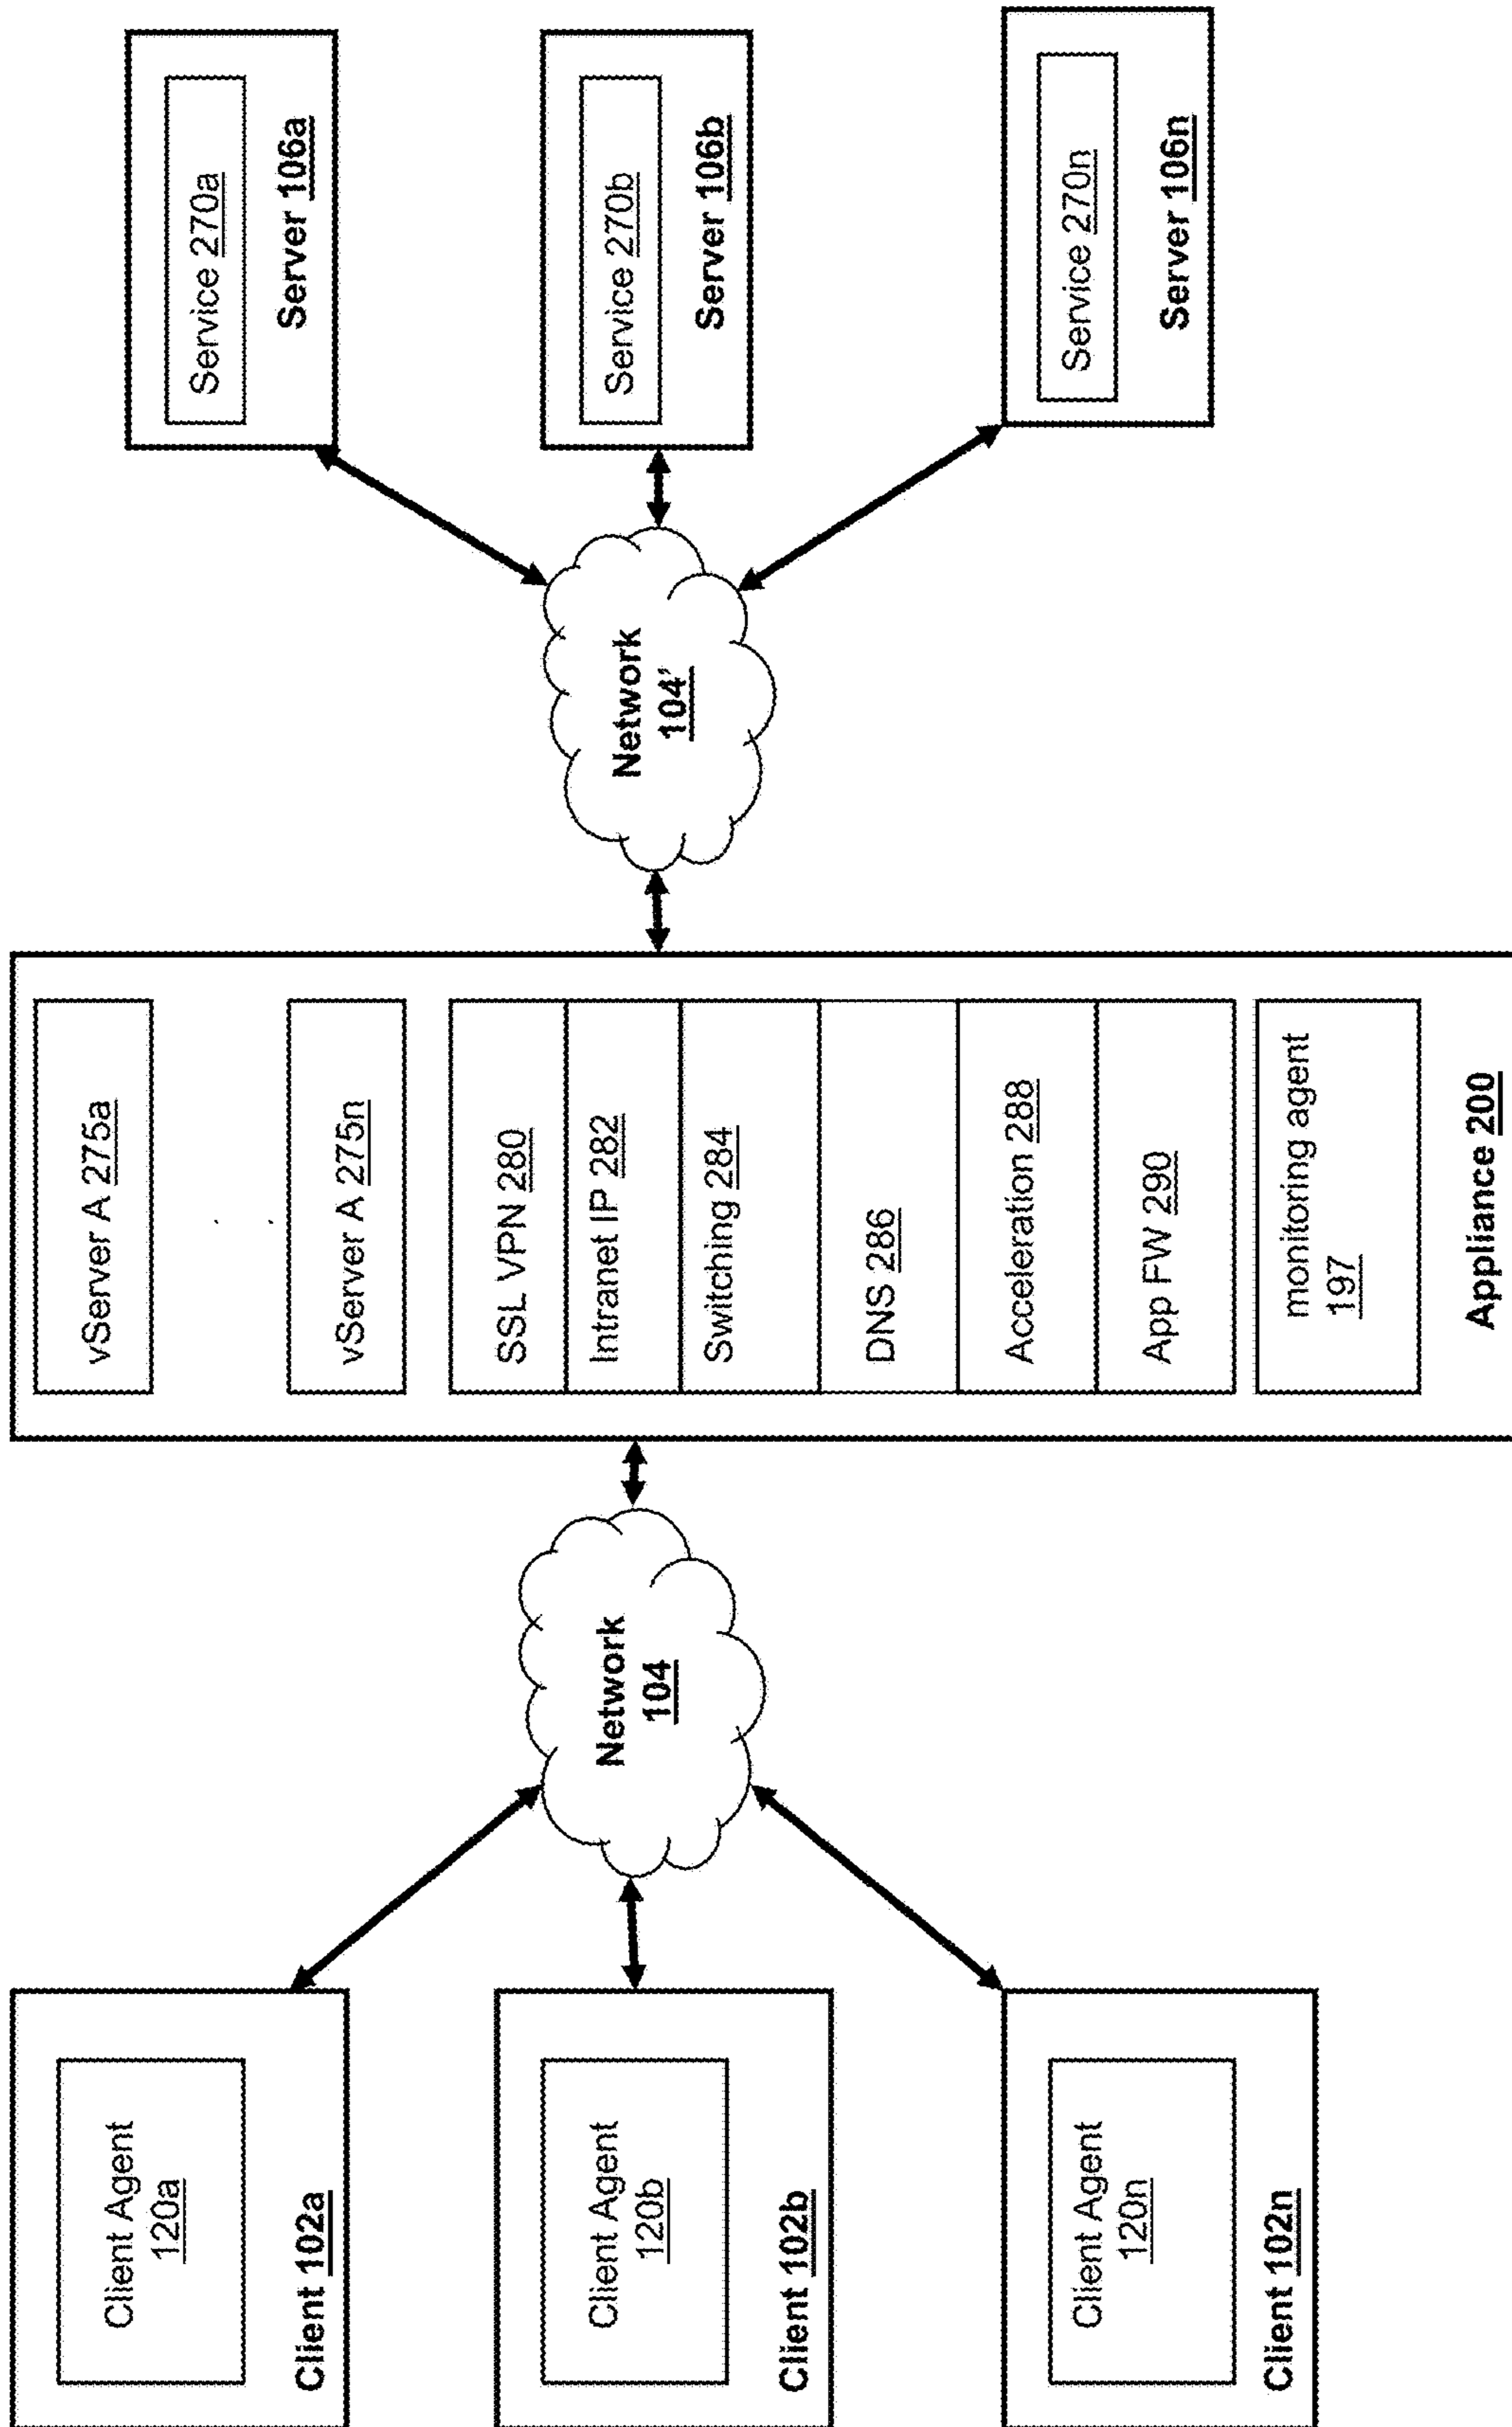 Client Agent
120a
Client 102a
Client Agent
120b
Client 102b
Client Agent
120n
Client 102n
Network
104
vServer A 275a
vServer A 275n
SSL VPN 280
Intranet IP 282
Switching 284
DNS 286
Acceleration 288
App FW 290
monitoring agent
197
Appliance 200
Network
104'
Service 270a
Server 106a
Service 270b
Server 106b
Service 270n
Server 106n